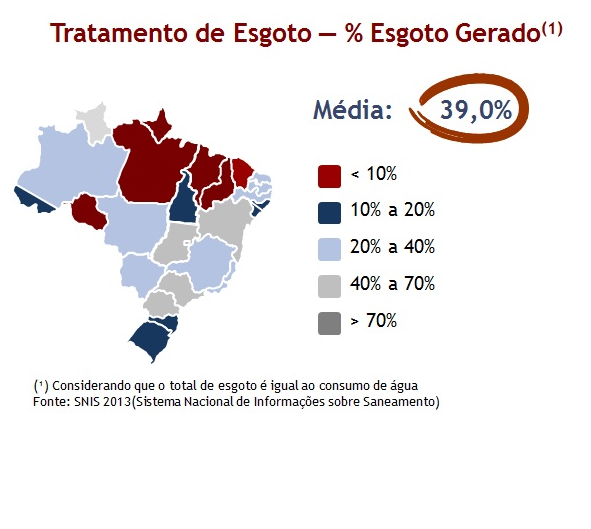 Tratamento de Esgoto — % Esgoto Gerado(1)
Média: 39,0%
< 10%
10% a 20%
20% a 40%
40% a 70%
> 70%
(¹) Considerando que o total de esgoto é igual ao consumo de água
Fonte: SNIS 2013(Sistema Nacional de Informações sobre Saneamento)